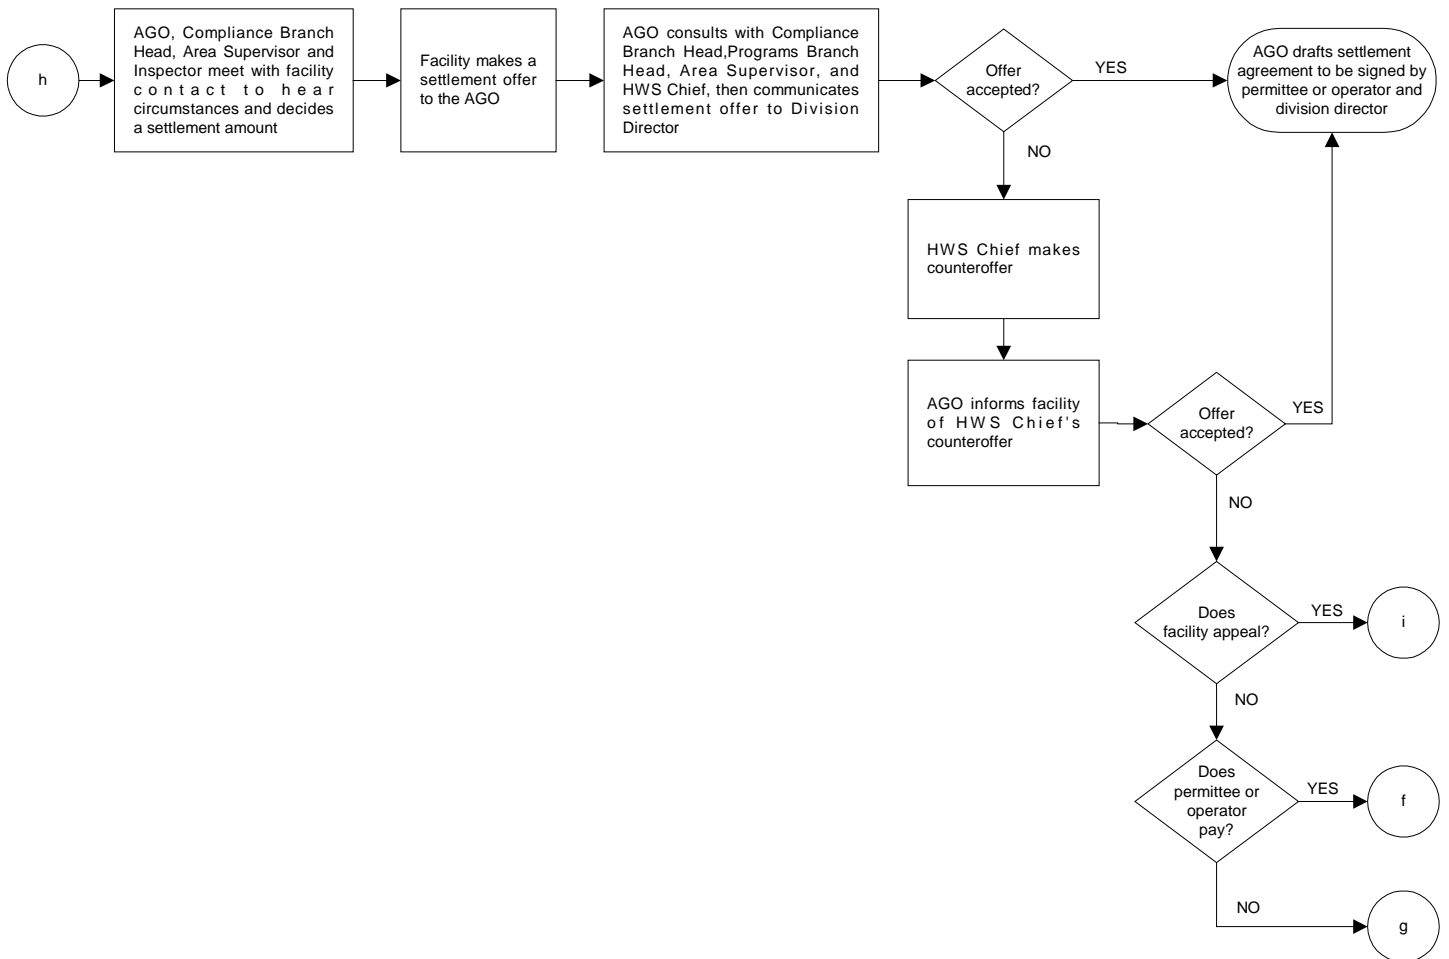 h
AGO, Compliance Branch
Head, Area Supervisor and
Inspector meet with facility
contact to hear
circumstances and decides
a settlement amount
Facility makes a
settlement offer
to the AGO
AGO consults with Compliance
Branch Head,Programs Branch
Head, Area Supervisor, and
HWS Chief, then communicates
settlement offer to Division
Director
Offer
accepted?
YES
AGO drafts settlement
agreement to be signed by
permittee or operator and
division director
NO
HWS Chief makes
counteroffer
AGO informs facility
of HWS Chief's
counteroffer
Offer
accepted?
YES
NO
Does
facility appeal?
YES
i
NO
Does
permittee or
operator
pay?
YES
f
NO
g